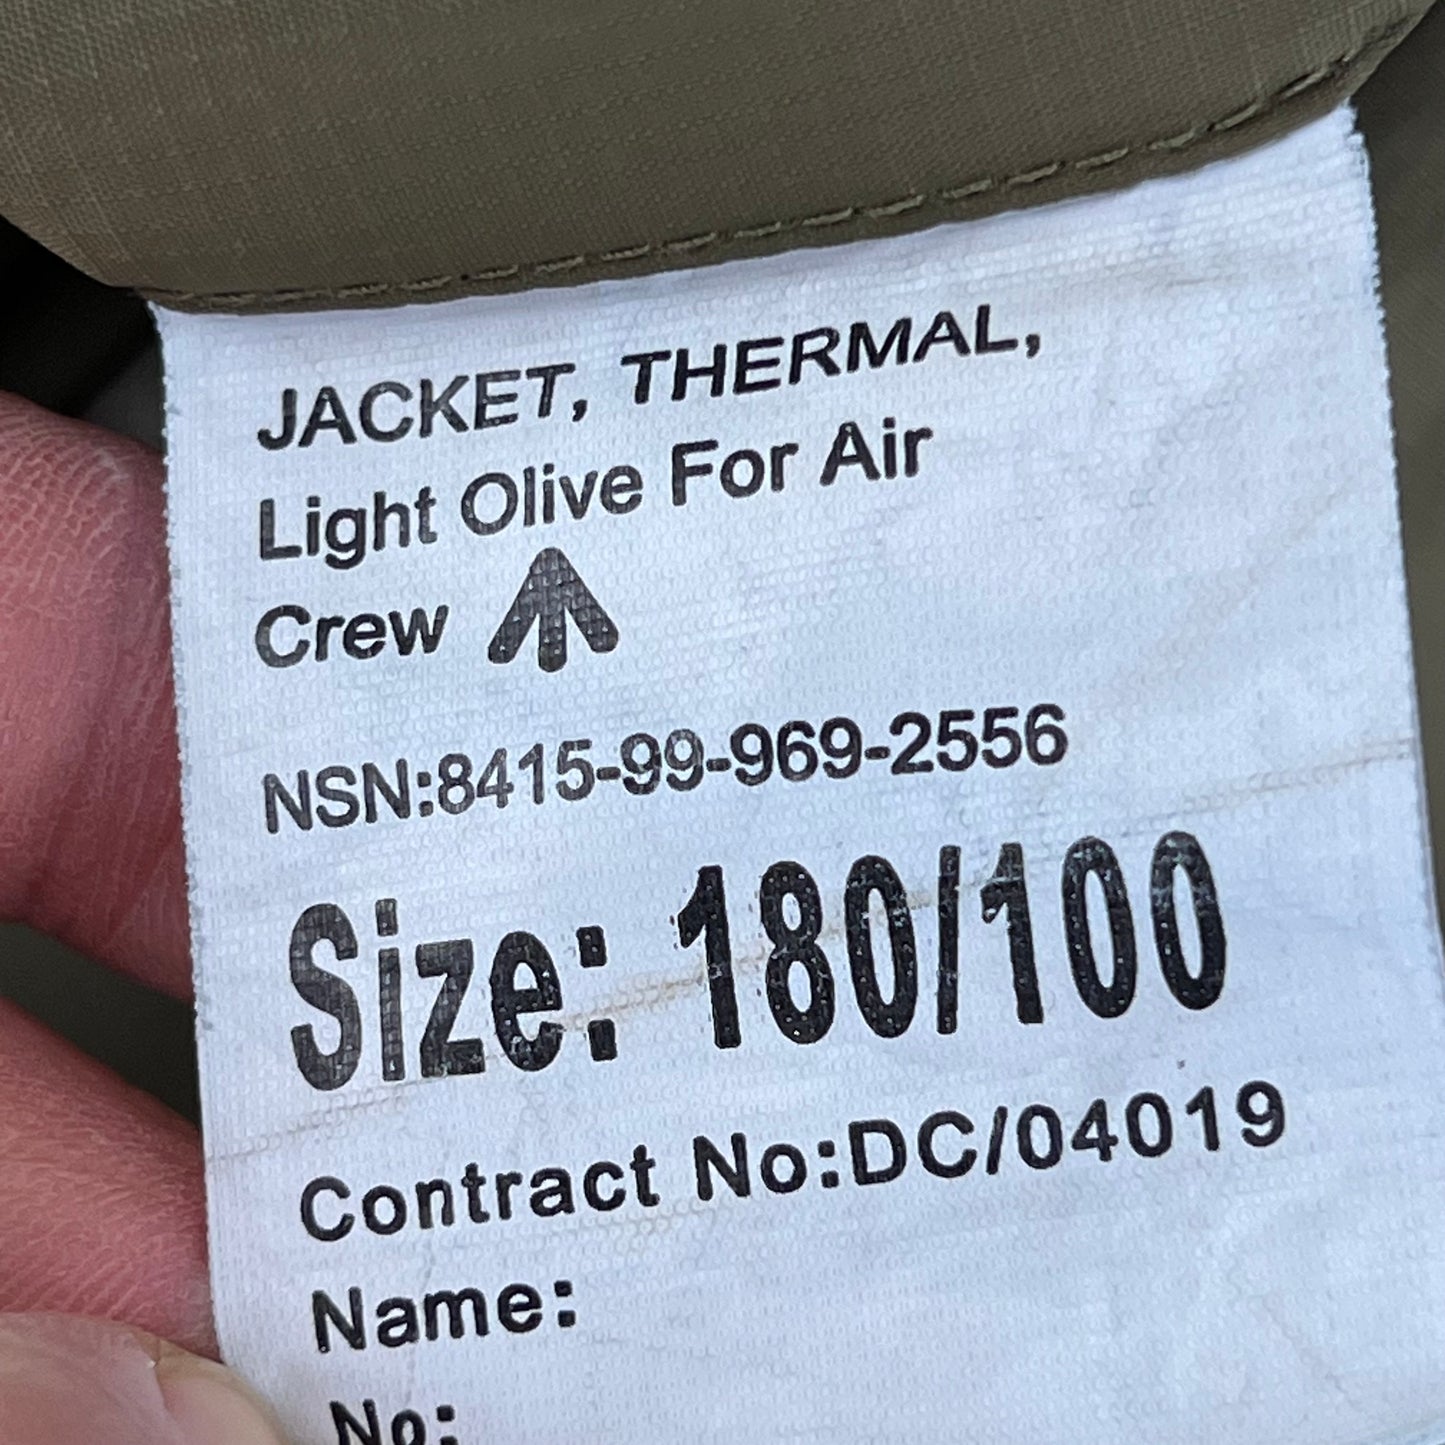 JACKET, THERMAL,
Light Olive For Air
Crew
NSN:8415-99-969-2556
Size: 180/100
Contract No:DC/04019
Name:
No: